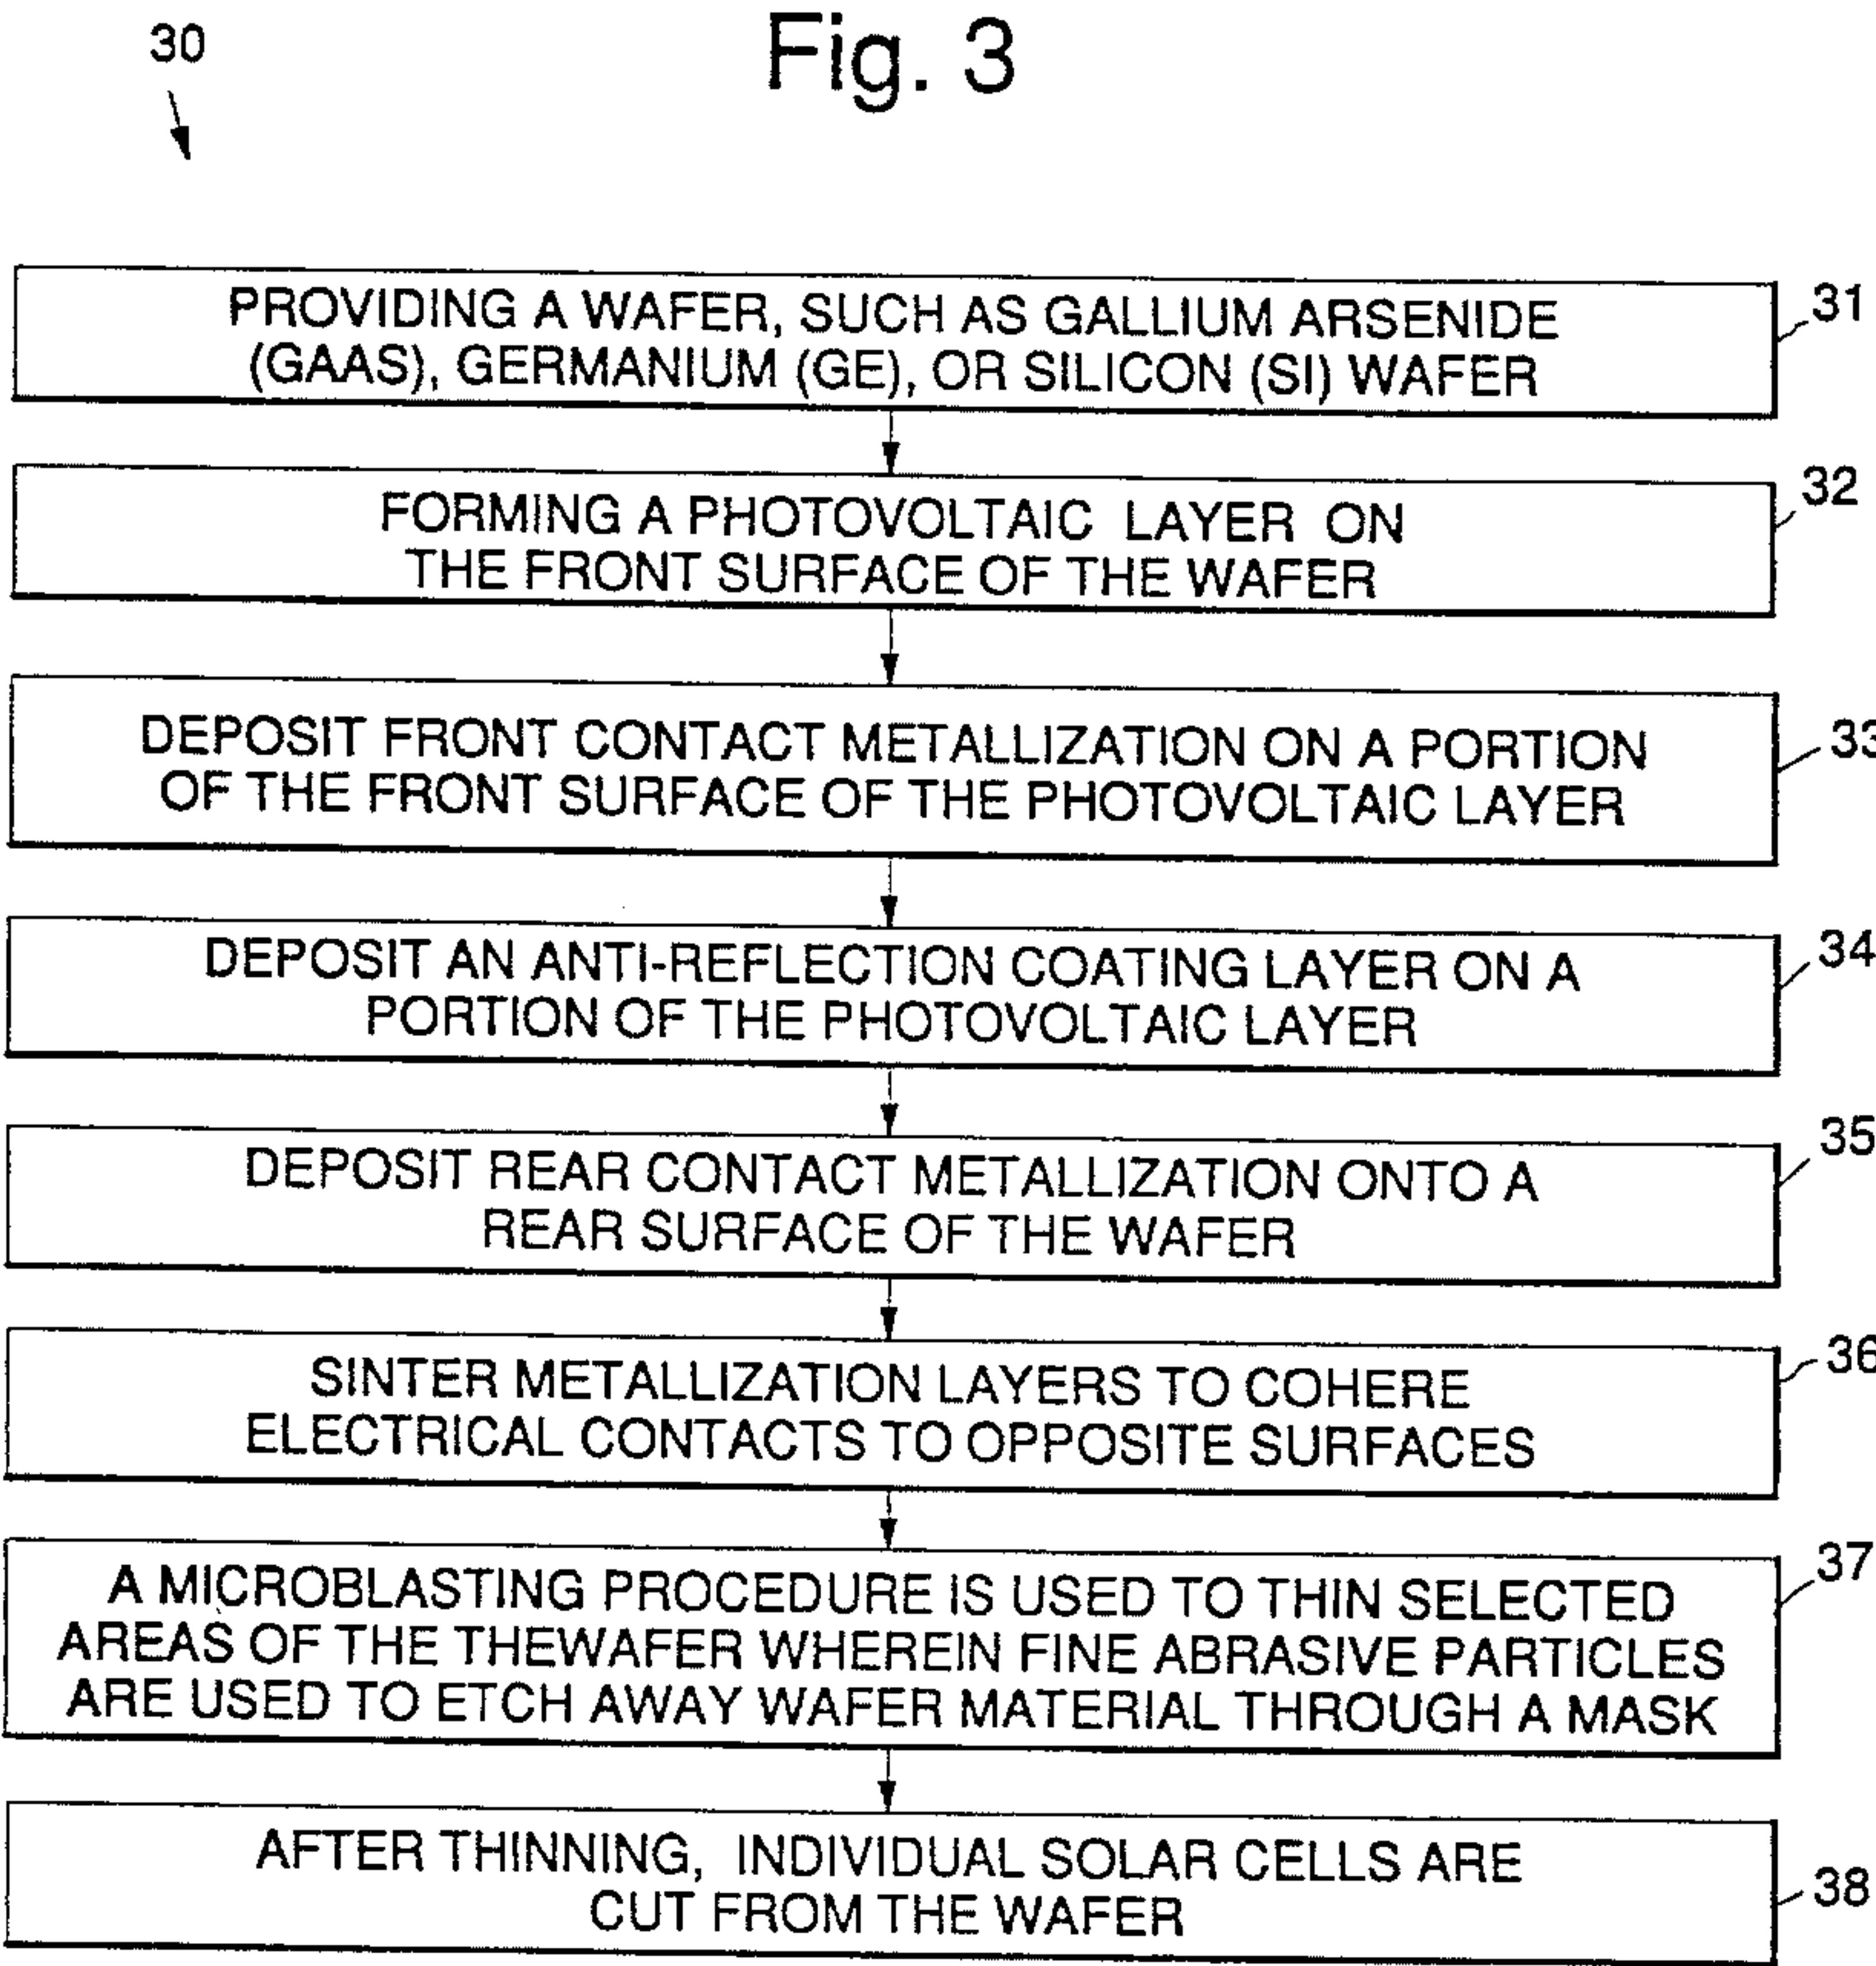 Fig. 3
30
PROVIDING A WAFER, SUCH AS GALLIUM ARSENIDE
(GAAS), GERMANIUM (GE), OR SILICON (SI) WAFER
31
FORMING A PHOTOVOLTAIC LAYER ON
THE FRONT SURFACE OF THE WAFER
32
DEPOSIT FRONT CONTACT METALLIZATION ON A PORTION
OF THE FRONT SURFACE OF THE PHOTOVOLTAIC LAYER
33
DEPOSIT AN ANTI-REFLECTION COATING LAYER ON A
PORTION OF THE PHOTOVOLTAIC LAYER
34
DEPOSIT REAR CONTACT METALLIZATION ONTO A
REAR SURFACE OF THE WAFER
35
SINTER METALLIZATION LAYERS TO COHERE
ELECTRICAL CONTACTS TO OPPOSITE SURFACES
36
A MICROBLASTING PROCEDURE IS USED TO THIN SELECTED
AREAS OF THE THEWAFER WHEREIN FINE ABRASIVE PARTICLES
ARE USED TO ETCH AWAY WAFER MATERIAL THROUGH A MASK
37
AFTER THINNING, INDIVIDUAL SOLAR CELLS ARE
CUT FROM THE WAFER
38